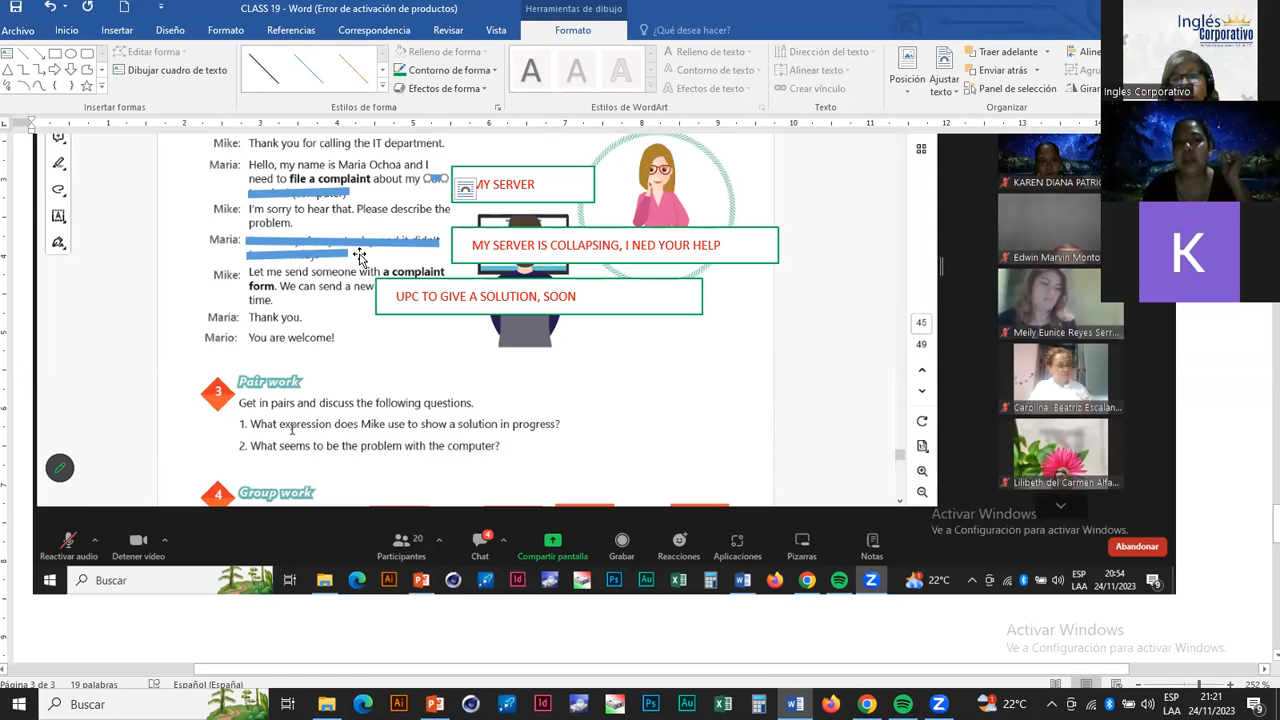 CLASS 19 - Word (Error de activación de productos)
Herramientas de dibujo
Archivo Inicio Insertar Diseño Referencias Correspondencia Revisar Vista Formato ¿Qué desea hacer?
Editar forma
Dibujar cuadro de texto
Relleno de forma
Contorno de forma
Efectos de forma
Relleno de texto
Contorno de texto
Efectos de texto
Dirección del texto
Alinear texto
Crear vínculo
Posición
Ajustar texto
Traer adelante
Enviar atrás
Panel de selección
Insertar formas
Estilos de forma
Estilos de WordArt
Texto
Organizar
Inglés Corporativo
Ingles Corporativo
Mike: Thank you for calling the IT department.
Maria: Hello, my name is Maria Ochoa and I
need to file a complaint about my
MY SERVER
Mike: I'm sorry to hear that. Please describe the
problem.
Maria:
MY SERVER IS COLLAPSING, I NED YOUR HELP
Mike: Let me send someone with a complaint
form. We can send a new
time.
UPC TO GIVE A SOLUTION, SOON
Maria: Thank you.
Mario: You are welcome!
3 Pair work
Get in pairs and discuss the following questions.
1. What expression does Mike use to show a solution in progress?
2. What seems to be the problem with the computer?
4 Group work
45
49
KAREN DIANA PATRIC
Edwin Marvin Monto
Meily Eunice Reyes Serr...
Carolina Beatriz Escalan...
Lilibeth del Carmen Alfa...
K
Activar Windows
Ve a Configuración para activar Windows.
Reactivar audio
Detener vídeo
20
Participantes
4
Chat
Compartir pantalla
Grabar
Reacciones
Aplicaciones
Pizarras
Notas
Abandonar
Buscar
22°C
ESP
LAA
20:54
24/11/2023
Activar Windows
Ve a Configuración para activar Windows.
Página 3 de 3 19 palabras Español (España)
252 %
Buscar
22°C
ESP
LAA
21:21
24/11/2023